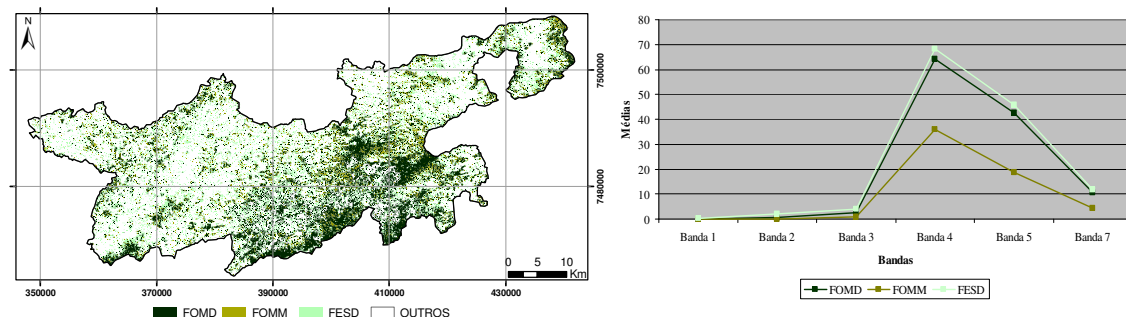 N
7500000
7480000
0 5 10
Km
350000 370000 390000 410000 430000
FOMD FOMM FESD OUTROS
80
70
60
50
40
30
20
10
0
Médias
Banda 1 Banda 2 Banda 3 Banda 4 Banda 5 Banda 7
Bandas
FOMD FOMM FESD